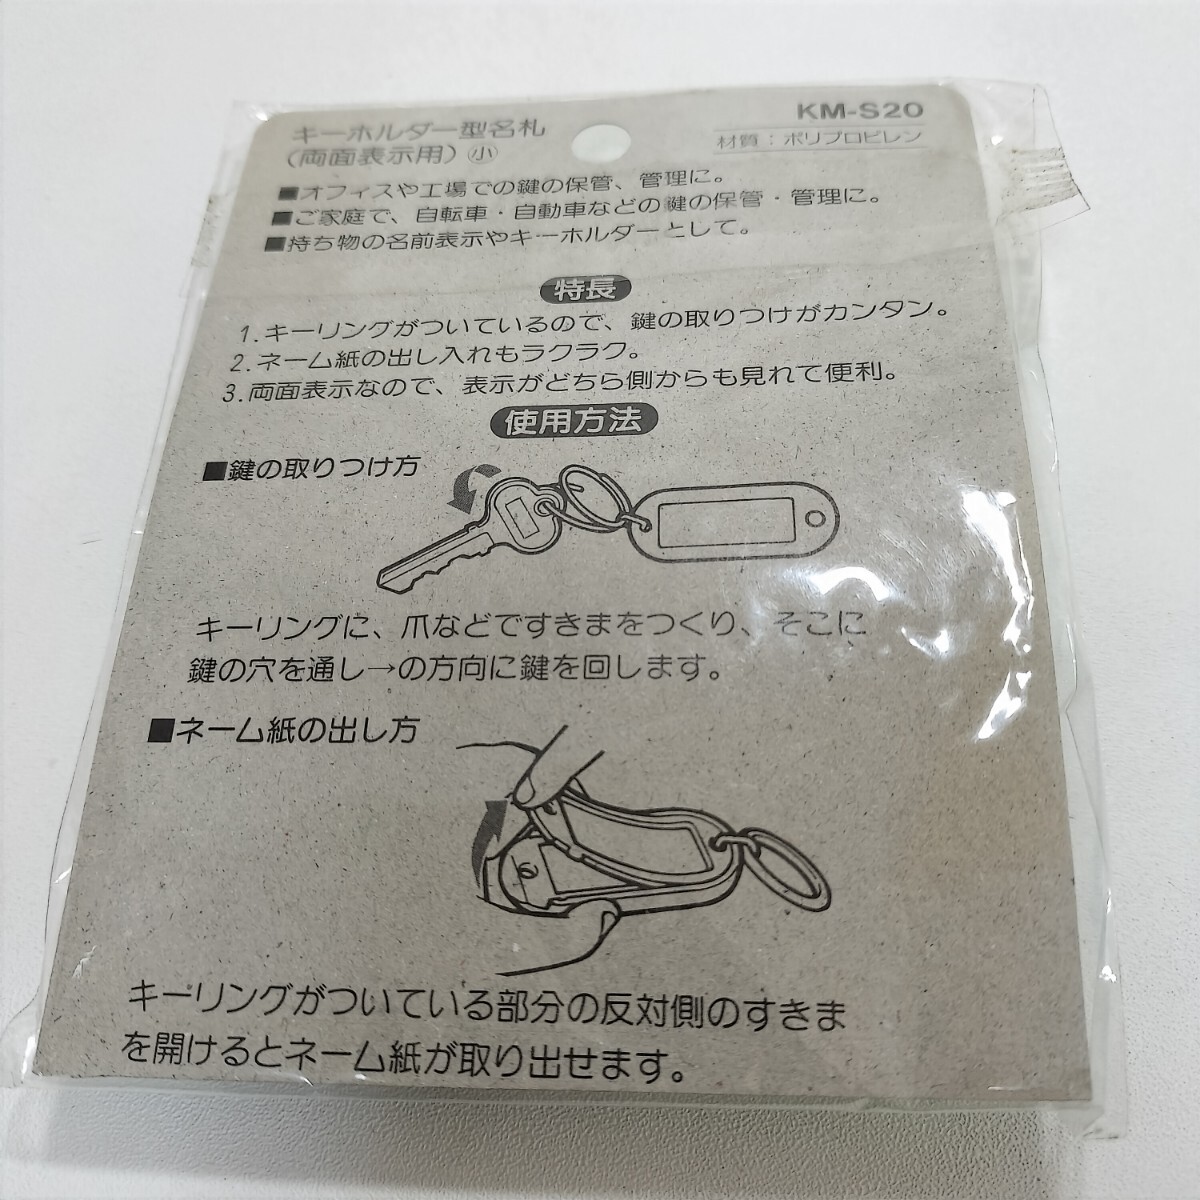 キーホルダー型名札
(両面表示用)㊙小
KM-S20
材質：ポリプロピレン
■オフィスや工場での鍵の保管、管理に。
■ご家庭で、自転車・自動車などの鍵の保管・管理に。
■持ち物の名前表示やキーホルダーとして。
特長
1.キーリングがついているので、鍵の取りつけがカンタン。
2.ネーム紙の出し入れもラクラク。
3.両面表示なので、表示がどちら側からも見れて便利。
使用方法
■鍵の取りつけ方
キーリングに、爪などですきまをつくり、そこに
鍵の穴を通し→の方向に鍵を回します。
■ネーム紙の出し方
キーリングがついている部分の反対側のすきま
を開けるとネーム紙が取り出せます。